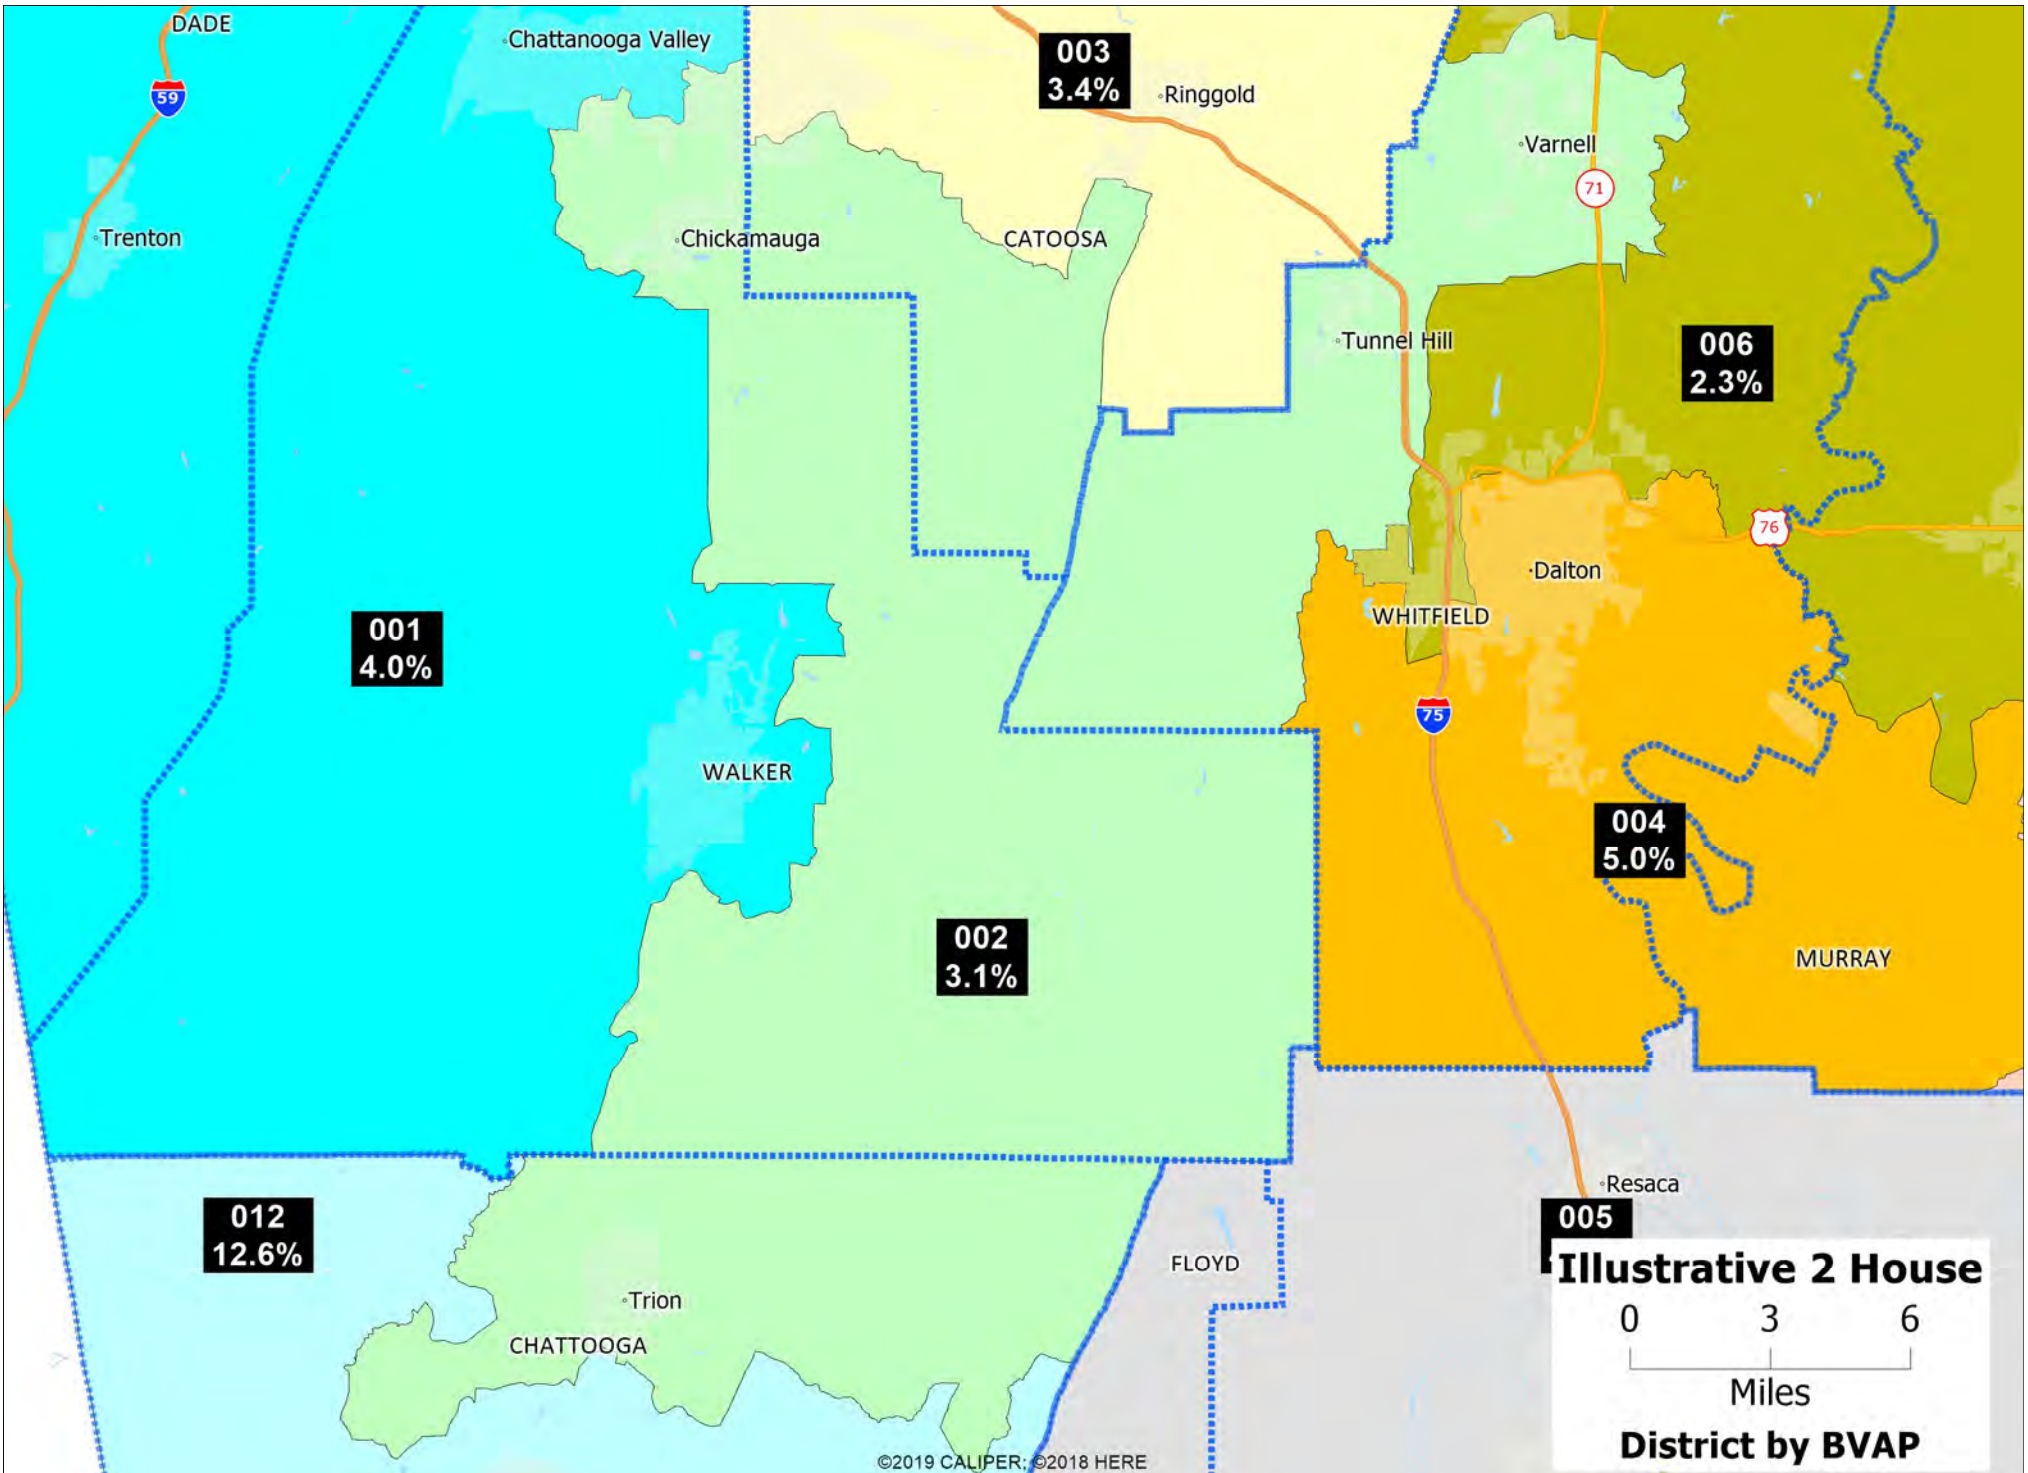 DADE
Chattanooga Valley
003
3.4%
Ringgold
59
Varnell
71
Trenton
Chickamauga
CATOOSA
Tunnel Hill
006
2.3%
76
Dalton
WHITFIELD
001
4.0%
75
WALKER
004
5.0%
002
3.1%
MURRAY
Resaca
012
12.6%
005
FLOYD
Trion
CHATTOOGA
Illustrative 2 House
0 3 6
Miles
District by BVAP
©2019 CALIPER; ©2018 HERE